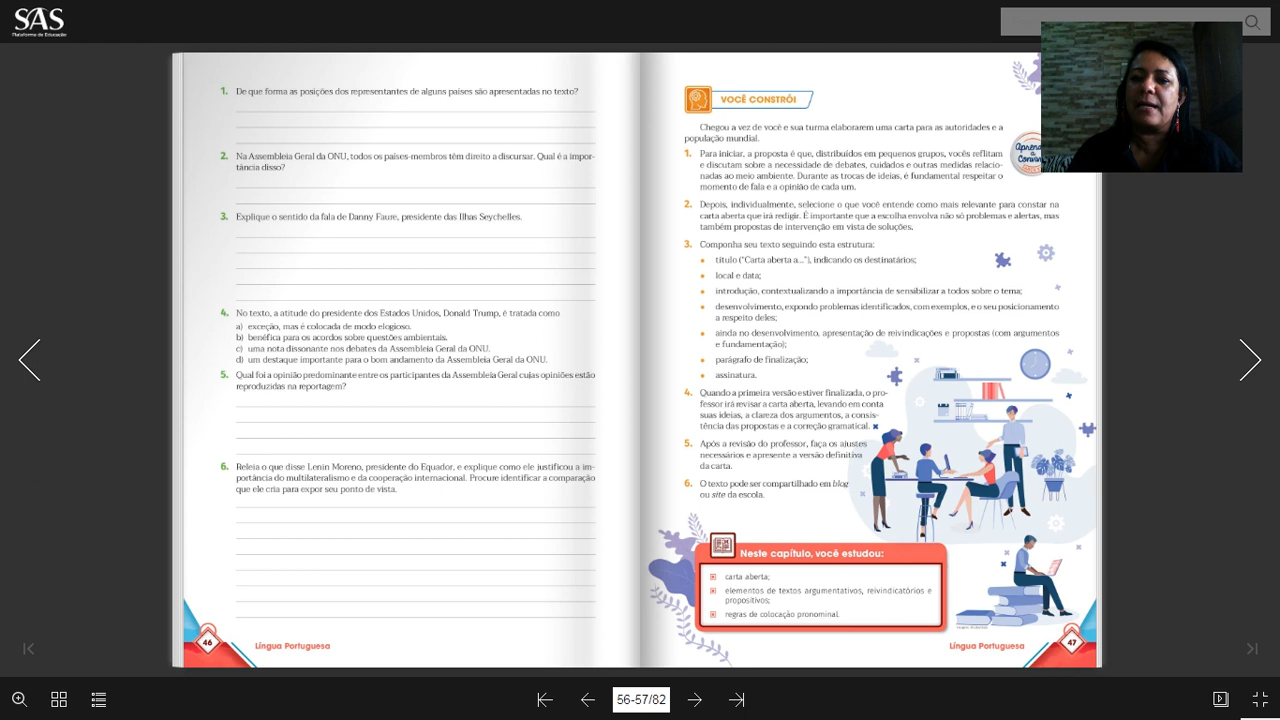 SAS
Plataforma de Educação
1. De que forma as posições dos representantes de alguns países são apresentadas no texto?
2. Na Assembleia Geral da ONU, todos os países-membros têm direito a discursar. Qual é a impor-
tância disso?
3. Explique o sentido da fala de Danny Faure, presidente das Ilhas Seychelles.
4. No texto, a atitude do presidente dos Estados Unidos, Donald Trump, é tratada como
a) exceção, mas é colocada de modo elogioso.
b) benéfica para os acordos sobre questões ambientais.
c) uma nota dissonante nos debates da Assembleia Geral da ONU.
d) um destaque importante para o bom andamento da Assembleia Geral da ONU.
5. Qual foi a opinião predominante entre os participantes da Assembleia Geral cujas opiniões estão
reproduzidas na reportagem?
6. Releia o que disse Lenín Moreno, presidente do Equador, e explique como ele justificou a im-
portância do multilateralismo e da cooperação internacional. Procure identificar a comparação
que ele cria para expor seu ponto de vista.
46
Língua Portuguesa
VOCÊ CONSTRÓI
Chegou a vez de você e sua turma elaborarem uma carta para as autoridades e a
população mundial.
1. Para iniciar, a proposta é que, distribuídos em pequenos grupos, vocês reflitam
e discutam sobre a necessidade de debates, cuidados e outras medidas relacio-
nadas ao meio ambiente. Durante as trocas de ideias, é fundamental respeitar o
momento de fala e a opinião de cada um.
2. Depois, individualmente, selecione o que você entende como mais relevante para constar na
carta aberta que irá redigir. É importante que a escolha envolva não só problemas e alertas, mas
também propostas de intervenção em vista de soluções.
3. Componha seu texto seguindo esta estrutura:
título ("Carta aberta a..."), indicando os destinatários;
local e data;
introdução, contextualizando a importância de sensibilizar a todos sobre o tema;
desenvolvimento, expondo problemas identificados, com exemplos, e o seu posicionamento
a respeito deles;
ainda no desenvolvimento, apresentação de reivindicações e propostas (com argumentos
e fundamentação);
parágrafo de finalização;
assinatura.
4. Quando a primeira versão estiver finalizada, o pro-
fessor irá revisar a carta aberta, levando em conta
suas ideias, a clareza dos argumentos, a consis-
tência das propostas e a correção gramatical.
5. Após a revisão do professor, faça os ajustes
necessários e apresente a versão definitiva
da carta.
6. O texto pode ser compartilhado em blog
ou site da escola.
Neste capítulo, você estudou:
carta aberta;
elementos de textos argumentativos, reivindicatórios e
propositivos;
regras de colocação pronominal.
Língua Portuguesa
47
56-57/82